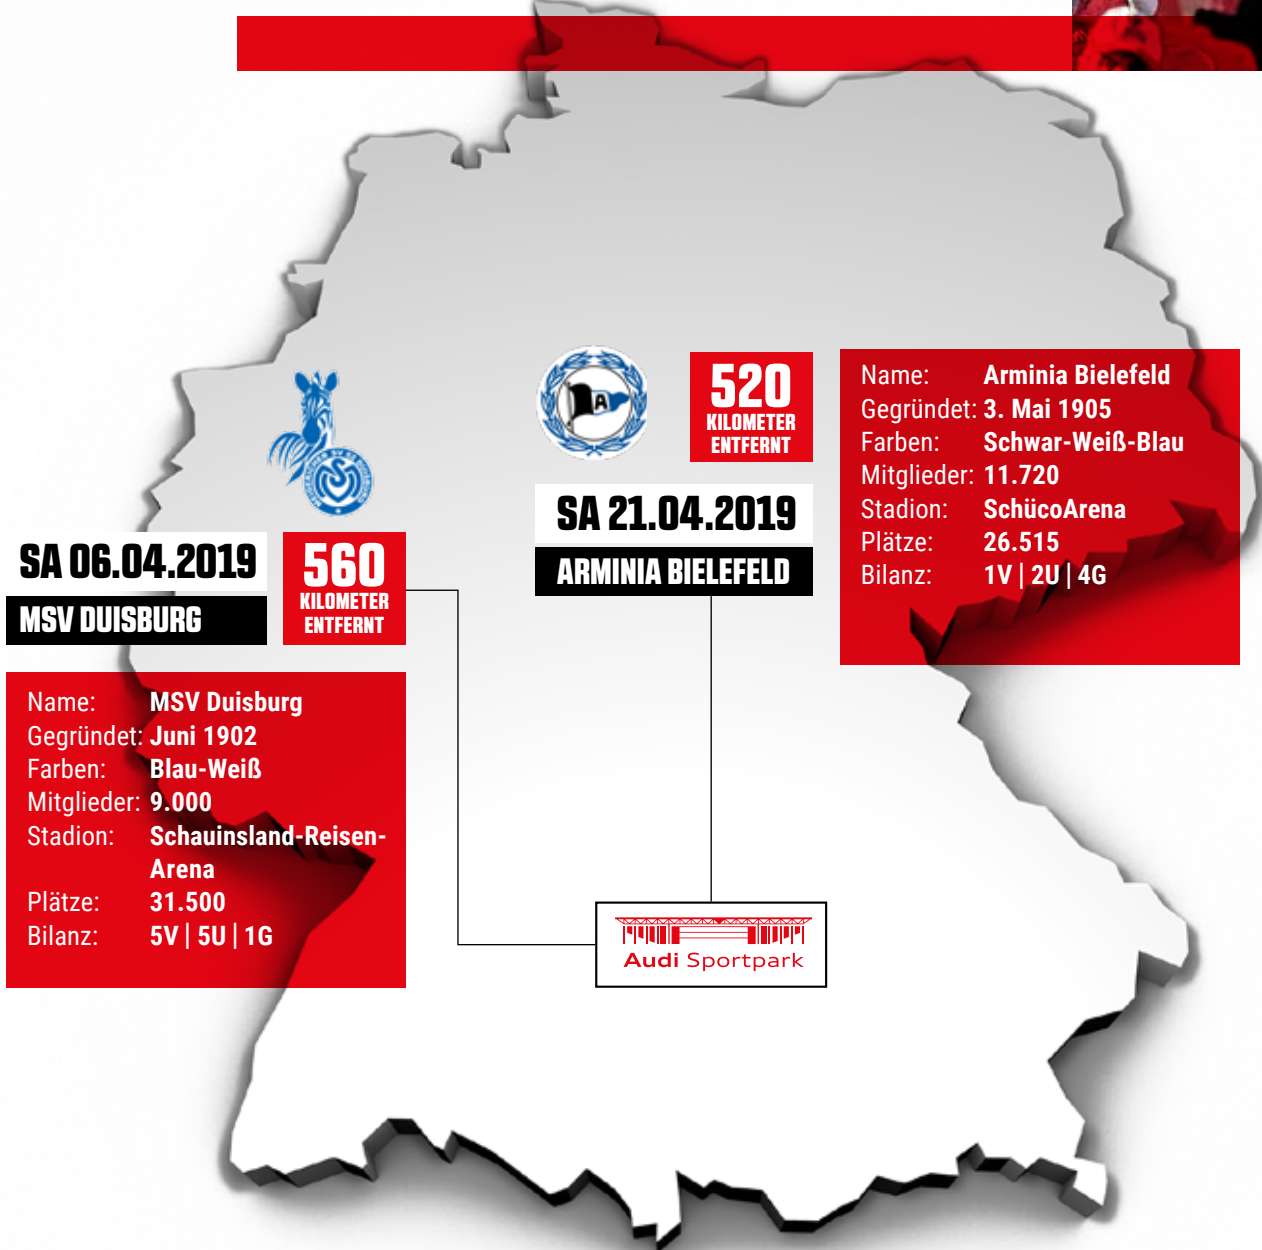 520
KILOMETER
ENTFERNT
SA 21.04.2019
ARMINIA BIELEFELD
Name: Arminia Bielefeld
Gegründet: 3. Mai 1905
Farben: Schwar-Weiß-Blau
Mitglieder: 11.720
Stadion: SchücoArena
Plätze: 26.515
Bilanz: 1V | 2U | 4G
SA 06.04.2019
MSV DUISBURG
560
KILOMETER
ENTFERNT
Name: MSV Duisburg
Gegründet: Juni 1902
Farben: Blau-Weiß
Mitglieder: 9.000
Stadion: Schauinsland-Reisen-
Arena
Plätze: 31.500
Bilanz: 5V | 5U | 1G
Audi Sportpark
A